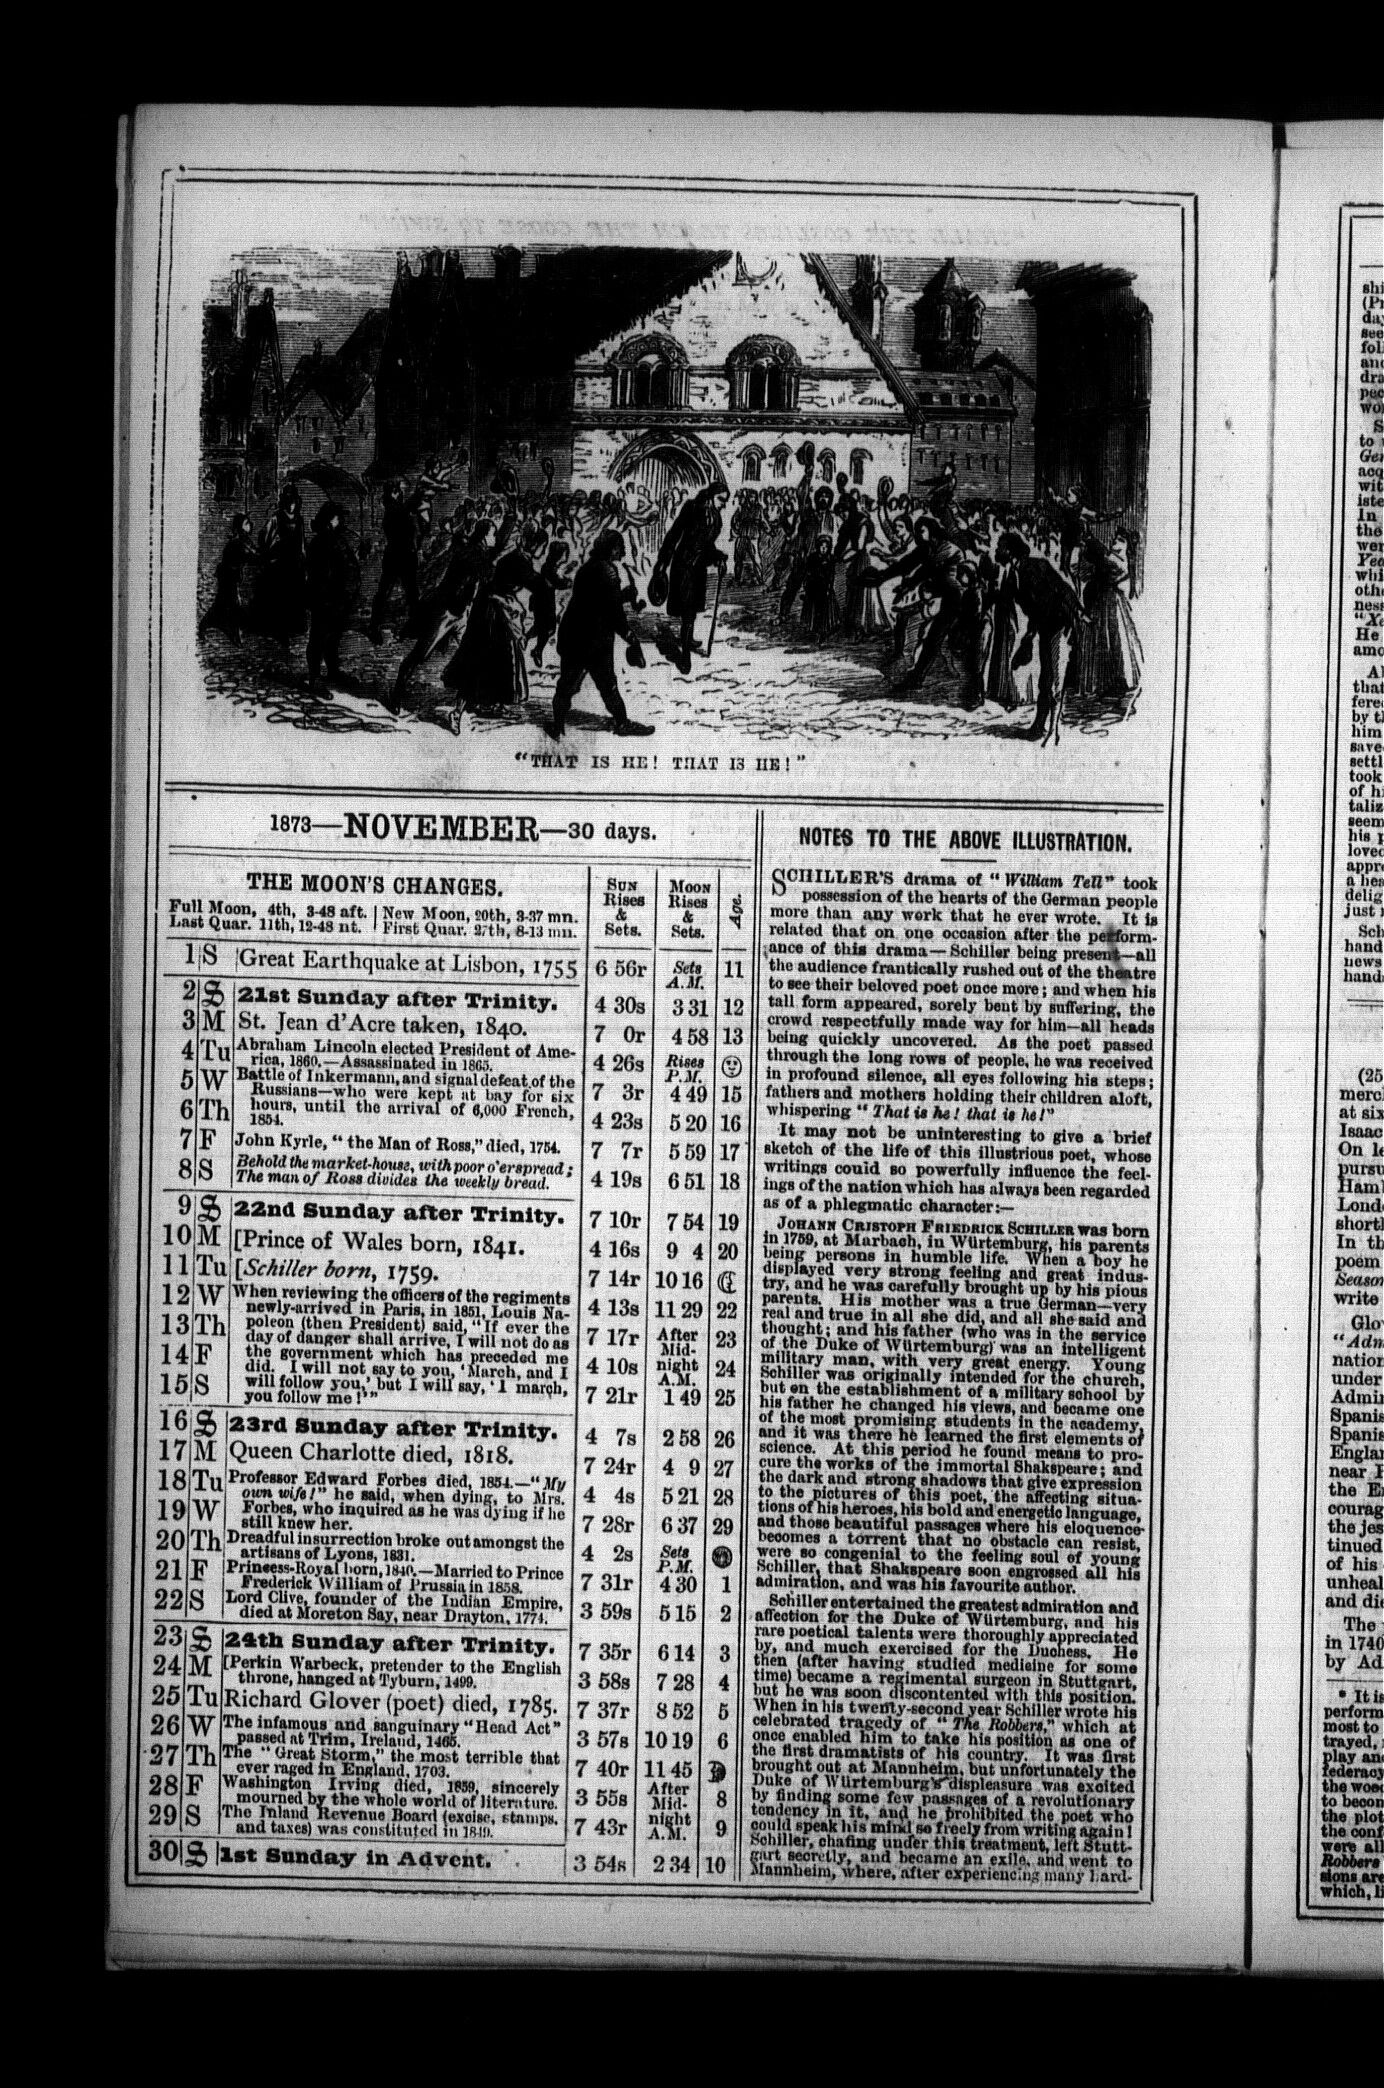 "THAT IS HE! THAT IS HE!"
1873—NOVEMBER—30 days.
THE MOON'S CHANGES.
Full Moon, 4th, 3-48 aft. | New Moon, 20th, 3-37 mn.
Last Quar. 11th, 12-48 nt. | First Quar. 27th, 8-13 mn.
SUN
Rises
&
Sets.
MOON
Rises
&
Sets.
Age.
1 S Great Earthquake at Lisbon, 1755 6 56r Sets A.M. 11
2 S 21st Sunday after Trinity. 4 30s 3 31 12
3 M St. Jean d'Acre taken, 1840. 7 0r 4 58 13
4 Tu Abraham Lincoln elected President of Ame-
rica, 1860.—Assassinated in 1865. 4 26s Rises P.M.
5 W Battle of Inkermann, and signal defeat of the
Russians—who were kept at bay for six 7 3r 4 49 15
6 Th hours, until the arrival of 6,000 French,
1854. 4 23s 5 20 16
7 F John Kyrle, "the Man of Ross," died, 1754. 7 7r 5 59 17
8 S Behold the market-house, with poor o'erspread;
The man of Ross divides the weekly bread. 4 19s 6 51 18
9 S 22nd Sunday after Trinity. 7 10r 7 54 19
10 M [Prince of Wales born, 1841. 4 16s 9 4 20
11 Tu [Schiller born, 1759. 7 14r 10 16
12 W When reviewing the officers of the regiments
newly-arrived in Paris, in 1851, Louis Na- 4 13s 11 29 22
13 Th poleon (then President) said, "If ever the
day of danger shall arrive, I will not do as 7 17r After Mid- 23
14 F the government which has preceded me
did. I will not say to you, 'March, and I 4 10s night A.M. 24
15 S will follow you,' but I will say, 'I march,
you follow me!'" 7 21r 1 49 25
16 S 23rd Sunday after Trinity. 4 7s 2 58 26
17 M Queen Charlotte died, 1818. 7 24r 4 9 27
18 Tu Professor Edward Forbes died, 1854.—"My
own wife!" he said, when dying, to Mrs. 4 4s 5 21 28
19 W Forbes, who inquired as he was dying if he
still knew her. 7 28r 6 37 29
20 Th Dreadful insurrection broke out amongst the
artisans of Lyons, 1831. 4 2s Sets P.M.
21 F Princess-Royal born, 1840.—Married to Prince
Frederick William of Prussia in 1858. 7 31r 4 30 1
22 S Lord Clive, founder of the Indian Empire,
died at Moreton Say, near Drayton, 1774. 3 59s 5 15 2
23 S 24th Sunday after Trinity. 7 35r 6 14 3
24 M [Perkin Warbeck, pretender to the English
throne, hanged at Tyburn, 1499. 3 58s 7 28 4
25 Tu Richard Glover (poet) died, 1785. 7 37r 8 52 5
26 W The infamous and sanguinary "Head Act"
passed at Trim, Ireland, 1465. 3 57s 10 19 6
27 Th The "Great Storm," the most terrible that
ever raged in England, 1703. 7 40r 11 45
28 F Washington Irving died, 1859, sincerely
mourned by the whole world of literature. 3 55s After Mid- 8
29 S The Inland Revenue Board (excise, stamps,
and taxes) was constituted in 1849. 7 43r night A.M. 9
30 S 1st Sunday in Advent. 3 54s 2 34 10
NOTES TO THE ABOVE ILLUSTRATION.
SCHILLER'S drama of "William Tell" took
possession of the hearts of the German people
more than any work that he ever wrote. It is
related that on one occasion after the perform-
ance of this drama—Schiller being present—all
the audience frantically rushed out of the theatre
to see their beloved poet once more; and when his
tall form appeared, sorely bent by suffering, the
crowd respectfully made way for him—all heads
being quickly uncovered. As the poet passed
through the long rows of people, he was received
in profound silence, all eyes following his steps;
fathers and mothers holding their children aloft,
whispering "That is he! that is he!"
It may not be uninteresting to give a brief
sketch of the life of this illustrious poet, whose
writings could so powerfully influence the feel-
ings of the nation which has always been regarded
as of a phlegmatic character:—
JOHANN CRISTOPH FRIEDRICK SCHILLER was born
in 1759, at Marbach, in Würtemburg, his parents
being persons in humble life. When a boy he
displayed very strong feeling and great indus-
try, and he was carefully brought up by his pious
parents. His mother was a true German—very
real and true in all she did, and all she said and
thought; and his father (who was in the service
of the Duke of Würtemburg) was an intelligent
military man, with very great energy. Young
Schiller was originally intended for the church,
but on the establishment of a military school by
his father he changed his views, and became one
of the most promising students in the academy,
and it was there he learned the first elements of
science. At this period he found means to pro-
cure the works of the immortal Shakspeare; and
the dark and strong shadows that give expression
to the pictures of this poet, the affecting situa-
tions of his heroes, his bold and energetic language,
and those beautiful passages where his eloquence
becomes a torrent that no obstacle can resist,
were so congenial to the feeling soul of young
Schiller, that Shakspeare soon engrossed all his
admiration, and was his favourite author.
Schiller entertained the greatest admiration and
affection for the Duke of Würtemburg, and his
rare poetical talents were thoroughly appreciated
by, and much exercised for the Duchess. He
then (after having studied medicine for some
time) became a regimental surgeon in Stuttgart,
but he was soon discontented with this position.
When in his twenty-second year Schiller wrote his
celebrated tragedy of "The Robbers," which at
once enabled him to take his position as one of
the first dramatists of his country. It was first
brought out at Mannheim, but unfortunately the
Duke of Würtemburg's displeasure was excited
by finding some few passages of a revolutionary
tendency in it, and he prohibited the poet who
could speak his mind so freely from writing again!
Schiller, chafing under this treatment, left Stutt-
gart secretly, and became an exile, and went to
Mannheim, where, after experiencing many hard-